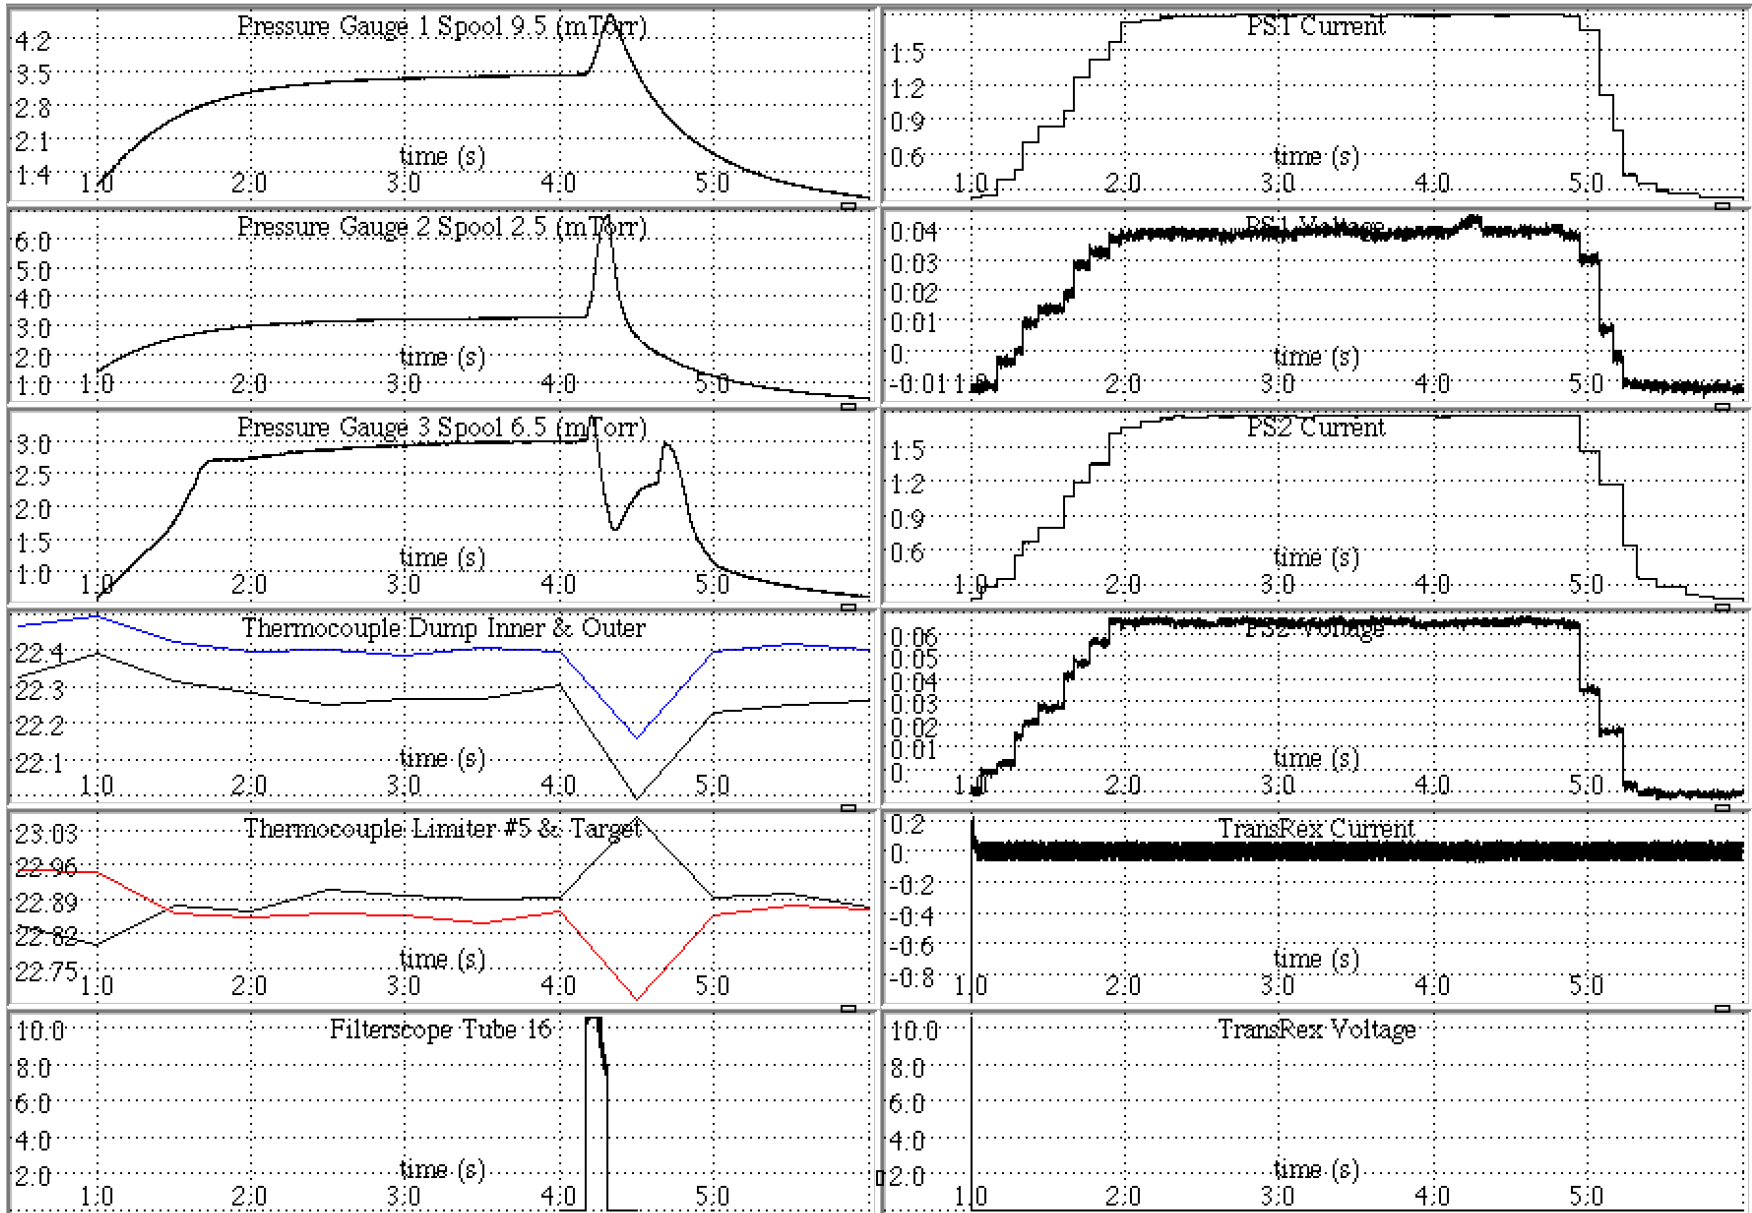 Pressure Gauge 1 Spool 9.5 (mTorr)
4.2
3.5
2.8
2.1
1.4
time (s)
1.0 2.0 3.0 4.0 5.0
Pressure Gauge 2 Spool 2.5 (mTorr)
6.0
5.0
4.0
3.0
2.0
1.0
time (s)
1.0 2.0 3.0 4.0 5.0
Pressure Gauge 3 Spool 6.5 (mTorr)
3.0
2.5
2.0
1.5
1.0
time (s)
1.0 2.0 3.0 4.0 5.0
Thermocouple Dump Inner & Outer
22.4
22.3
22.2
22.1
time (s)
1.0 2.0 3.0 4.0 5.0
Thermocouple Limiter #5 & Target
23.03
22.96
22.89
22.82
22.75
time (s)
1.0 2.0 3.0 4.0 5.0
Filterscope Tube 16
10.0
8.0
6.0
4.0
2.0
time (s)
1.0 2.0 3.0 4.0 5.0
PS1 Current
1.5
1.2
0.9
0.6
time (s)
1.0 2.0 3.0 4.0 5.0
PS1 Voltage
0.04
0.03
0.02
0.01
0
-0.01
time (s)
1.0 2.0 3.0 4.0 5.0
PS2 Current
1.5
1.2
0.9
0.6
time (s)
1.0 2.0 3.0 4.0 5.0
PS2 Voltage
0.06
0.05
0.04
0.03
0.02
0.01
0
time (s)
1.0 2.0 3.0 4.0 5.0
TransRex Current
0.2
0
-0.2
-0.4
-0.6
-0.8
time (s)
1.0 2.0 3.0 4.0 5.0
TransRex Voltage
10.0
8.0
6.0
4.0
2.0
time (s)
1.0 2.0 3.0 4.0 5.0